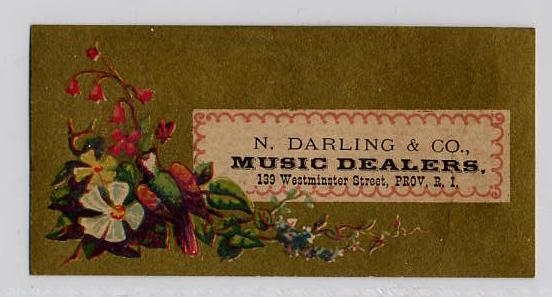 N. DARLING & CO.,
MUSIC DEALERS,
139 Westminster Street, PROV. R. I.